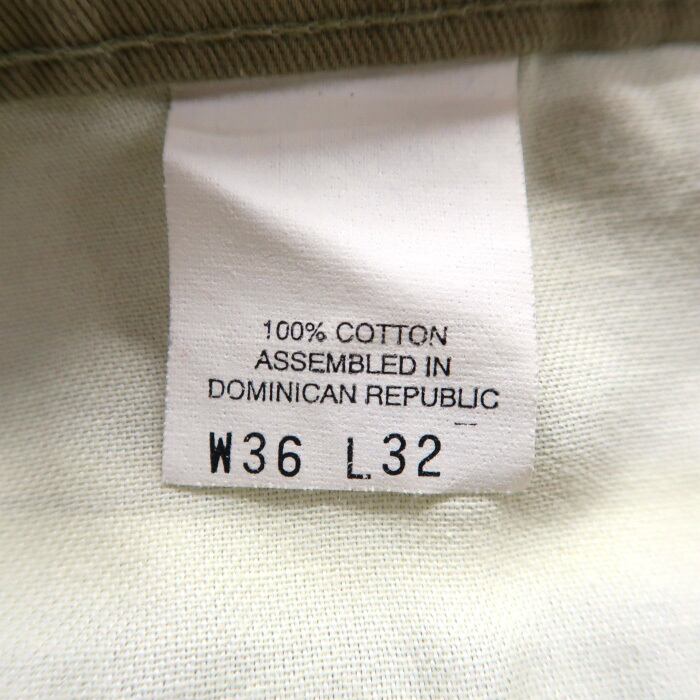 100% COTTON
ASSEMBLED IN
DOMINICAN REPUBLIC
W36 L32